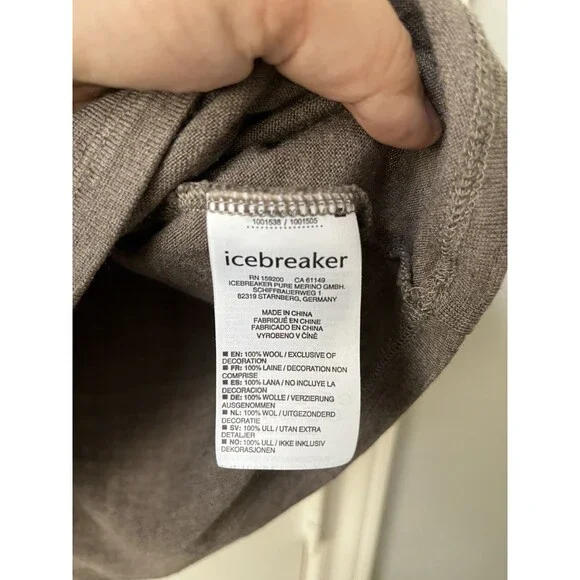 1001538 / 1001505
icebreaker
RN 159200 CA 61149
ICEBREAKER PURE MERINO GMBH.
SCHIFFBAUERWEG 1
82319 STARNBERG, GERMANY
MADE IN CHINA
FABRIQUÉ EN CHINE
FABRICADO EN CHINA
VYROBENO V ČÍNĚ
■ EN: 100% WOOL / EXCLUSIVE OF
DECORATION
■ FR: 100% LAINE / DECORATION NON
COMPRISE
■ ES: 100% LANA / NO INCLUYE LA
DECORACION
■ DE: 100% WOLLE / VERZIERUNG
AUSGENOMMEN
■ NL: 100% WOL / UITGEZONDERD
DECORATIE
■ SV: 100% ULL / UTAN EXTRA
DETALJER
■ NO: 100% ULL / IKKE INKLUSIV
DEKORASJONEN